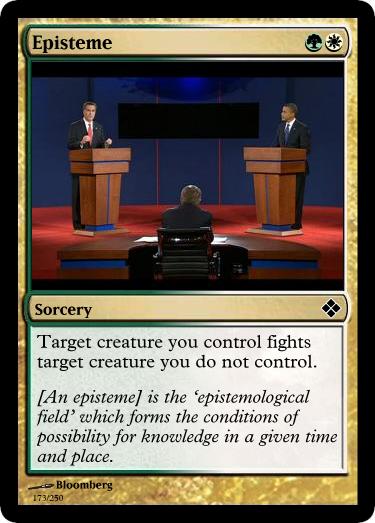 Episteme
Sorcery
Target creature you control fights
target creature you do not control.
[An episteme] is the ‘epistemological
field’ which forms the conditions of
possibility for knowledge in a given time
and place.
Bloomberg
173/250